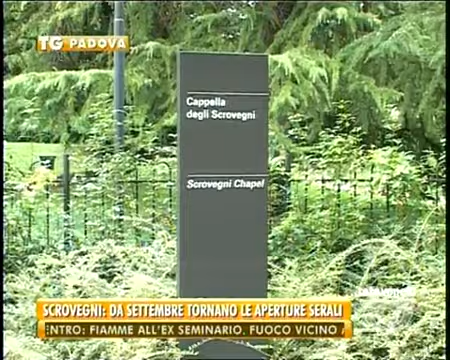 TG PADOVA
Cappella
degli Scrovegni
Scrovegni Chapel
SCROVEGNI: DA SETTEMBRE TORNANO LE APERTURE SERALI
ENTRO: FIAMME ALL'EX SEMINARIO. FUOCO VICINO A